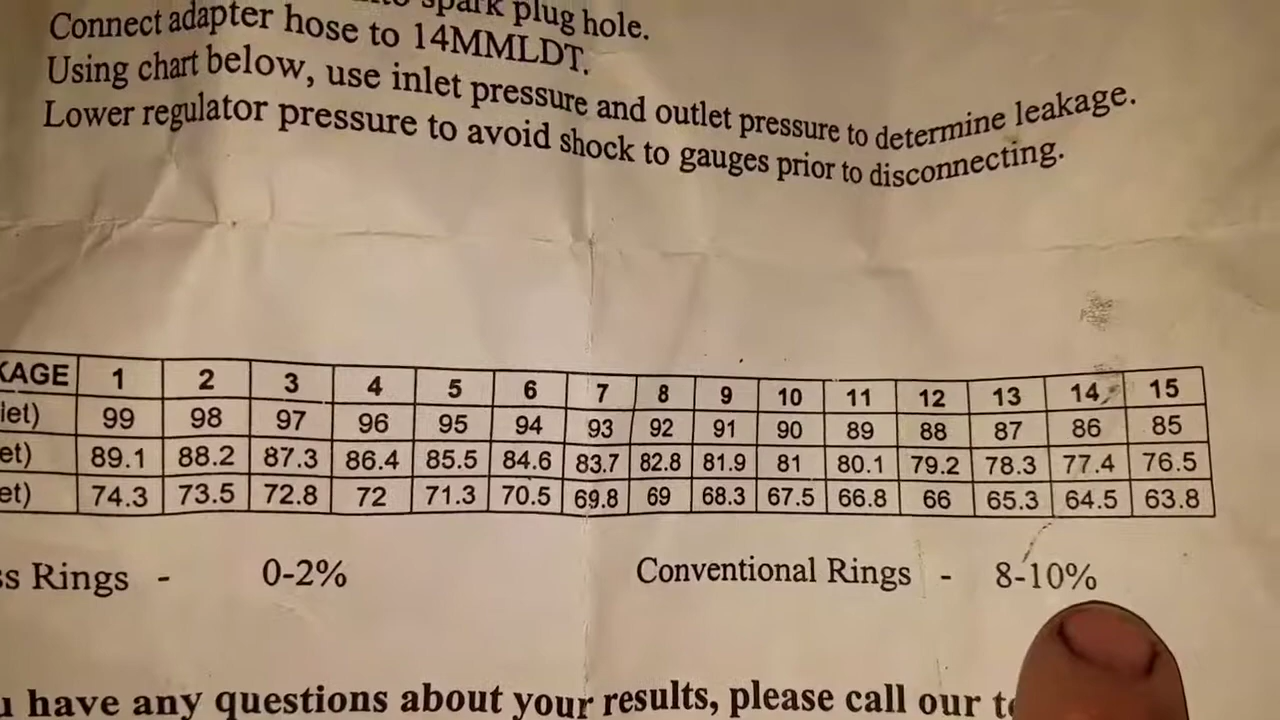 spark plug hole.
Connect adapter hose to 14MMLDT.
Using chart below, use inlet pressure and outlet pressure to determine leakage.
Lower regulator pressure to avoid shock to gauges prior to disconnecting.
KAGE 1 2 3 4 5 6 7 8 9 10 11 12 13 14 15
let) 99 98 97 96 95 94 93 92 91 90 89 88 87 86 85
et) 89.1 88.2 87.3 86.4 85.5 84.6 83.7 82.8 81.9 81 80.1 79.2 78.3 77.4 76.5
et) 74.3 73.5 72.8 72 71.3 70.5 69.8 69 68.3 67.5 66.8 66 65.3 64.5 63.8
ss Rings - 0-2% Conventional Rings - 8-10%
u have any questions about your results, please call our